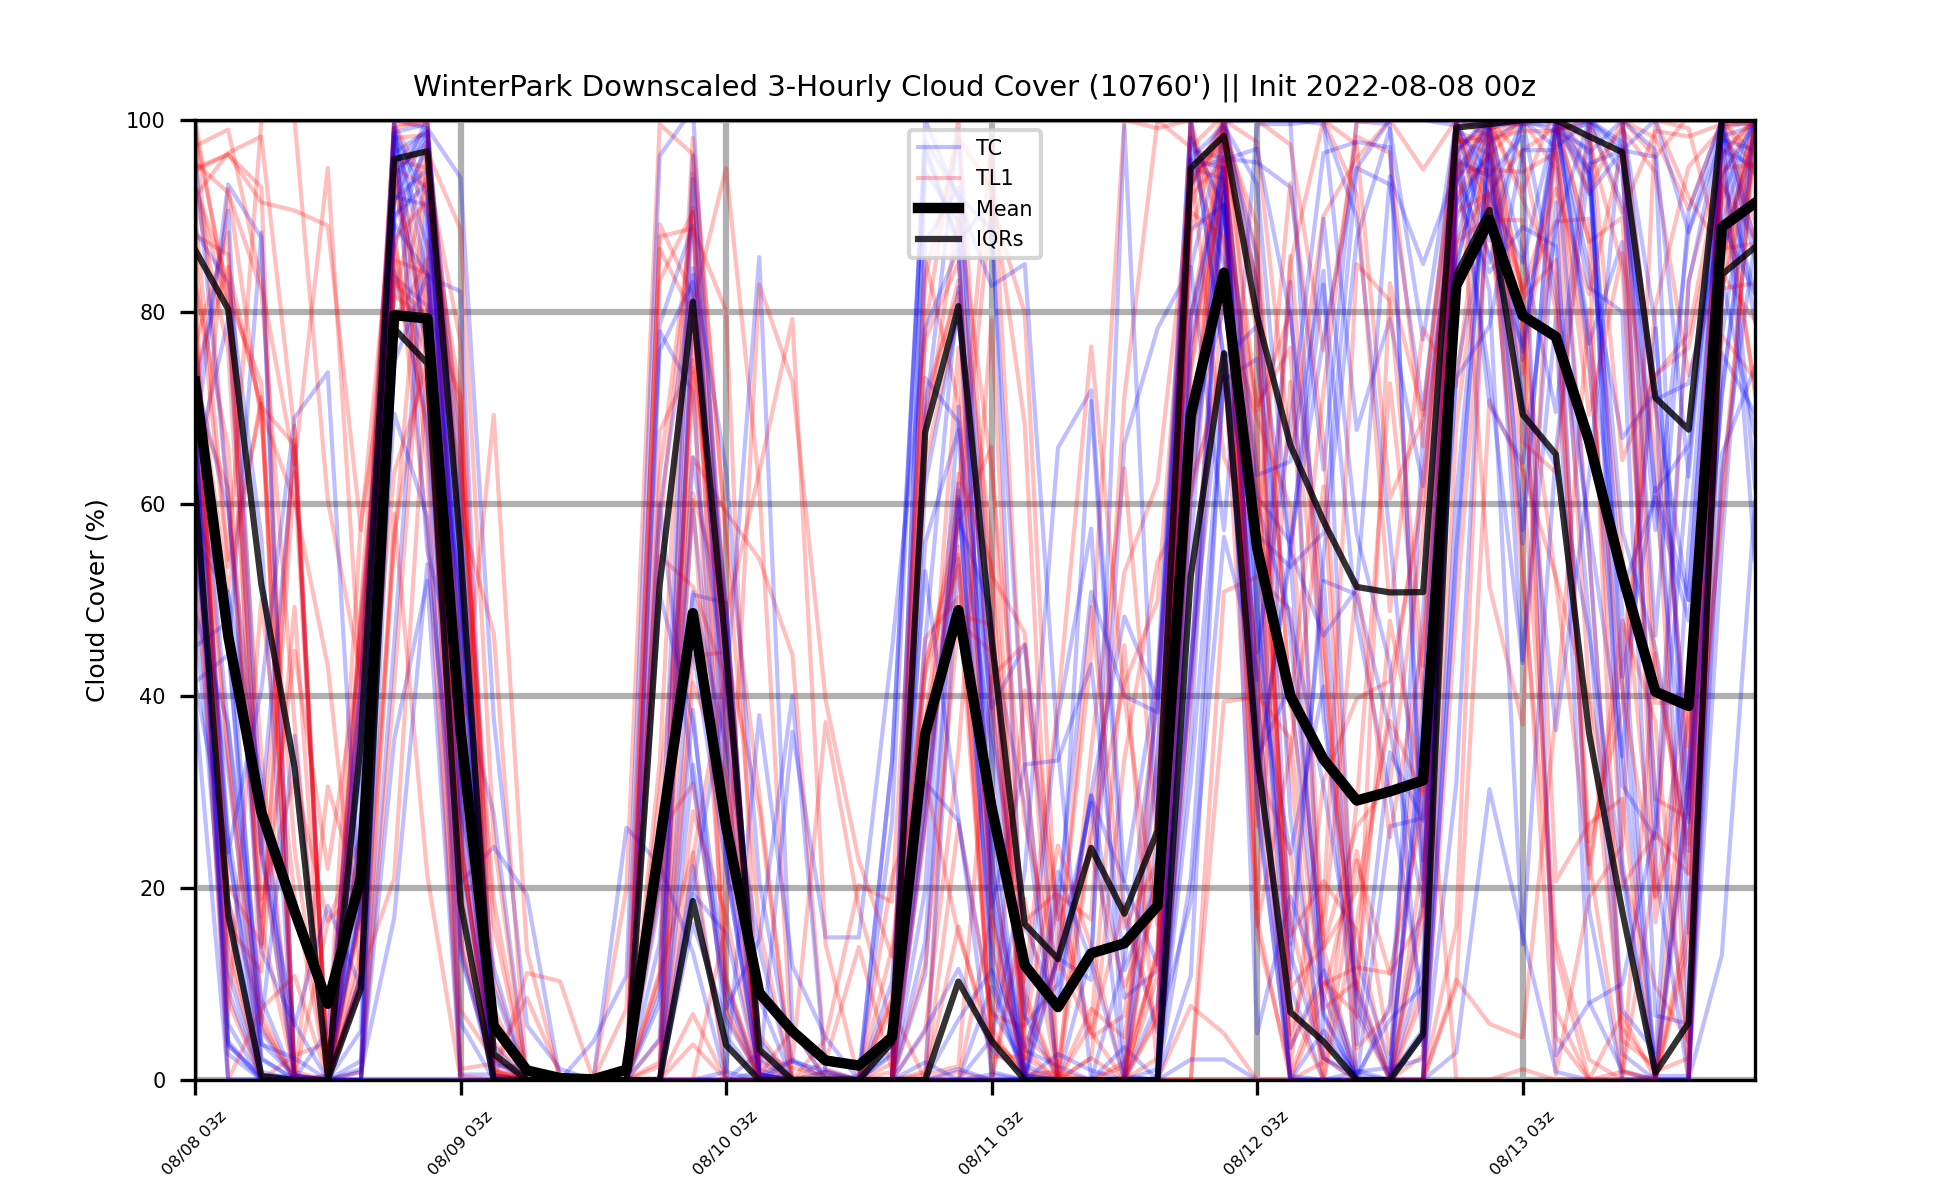 WinterPark Downscaled 3-Hourly Cloud Cover (10760') || Init 2022-08-08 00z
TC
TL1
Mean
IQRs
Cloud Cover (%)
100
80
60
40
20
0
08/08 03z
08/09 03z
08/10 03z
08/11 03z
08/12 03z
08/13 03z